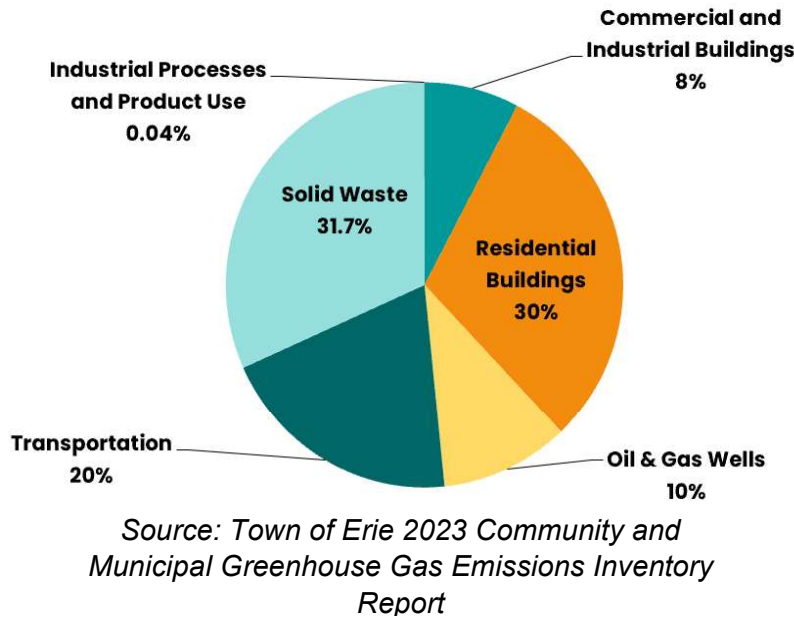 Commercial and
Industrial Buildings
8%
Industrial Processes
and Product Use
0.04%
Solid Waste
31.7%
Residential
Buildings
30%
Transportation
20%
Oil & Gas Wells
10%
Source: Town of Erie 2023 Community and
Municipal Greenhouse Gas Emissions Inventory
Report